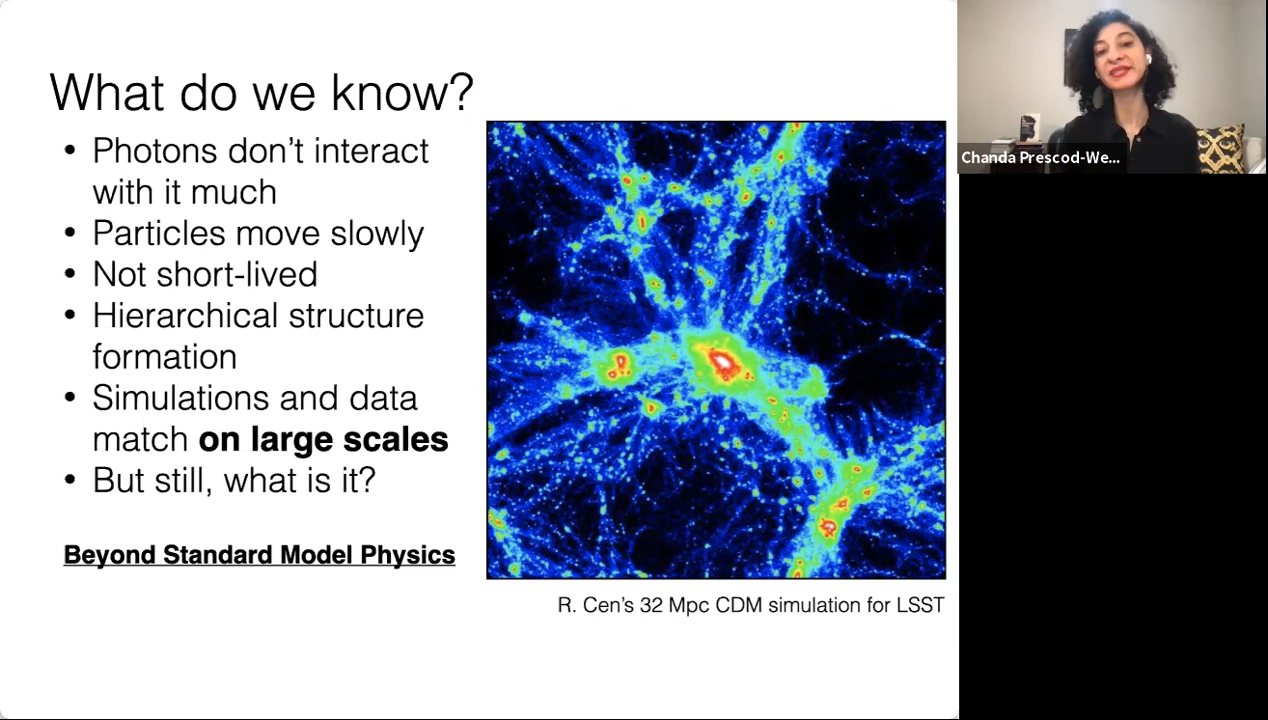 What do we know?
• Photons don't interact
with it much
• Particles move slowly
• Not short-lived
• Hierarchical structure
formation
• Simulations and data
match on large scales
• But still, what is it?
Beyond Standard Model Physics
R. Cen's 32 Mpc CDM simulation for LSST
Chanda Prescod-We...